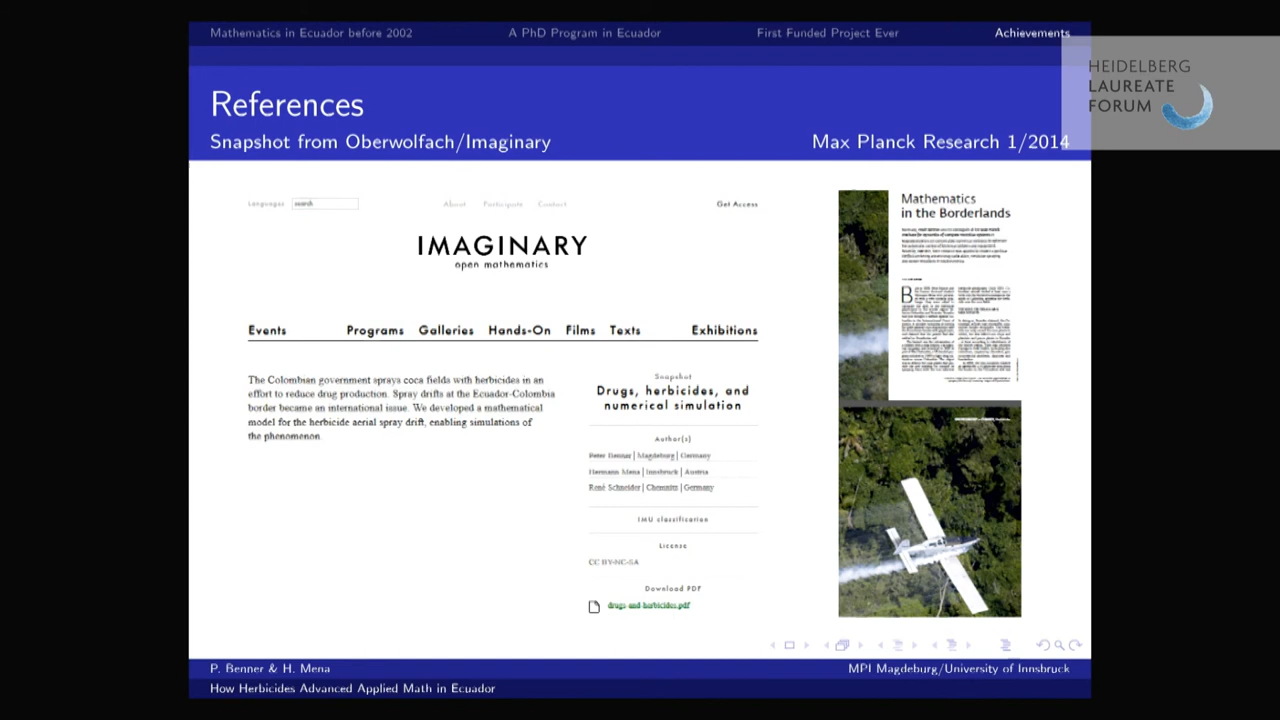 Mathematics in Ecuador before 2002 A PhD Program in Ecuador First Funded Project Ever Achievements
HEIDELBERG
LAUREATE
FORUM
References
Snapshot from Oberwolfach/Imaginary Max Planck Research 1/2014
Languages search About Participate Contact Get Access
IMAGINARY
open mathematics
Events Programs Galleries Hands-On Films Texts Exhibitions
The Colombian government sprays coca fields with herbicides in an
effort to reduce drug production. Spray drifts at the Ecuador-Colombia
border became an international issue. We developed a mathematical
model for the herbicide aerial spray drift, enabling simulations of
the phenomenon.
Snapshot
Drugs, herbicides, and
numerical simulation
Author(s)
Peter Benner | Magdeburg | Germany
Hermann Mena | Innsbruck | Austria
René Schneider | Chemnitz | Germany
IMU classification
License
CC BY-NC-SA
Download PDF
drugs-and-herbicides.pdf
Mathematics
in the Borderlands
P. Benner & H. Mena MPI Magdeburg/University of Innsbruck
How Herbicides Advanced Applied Math in Ecuador